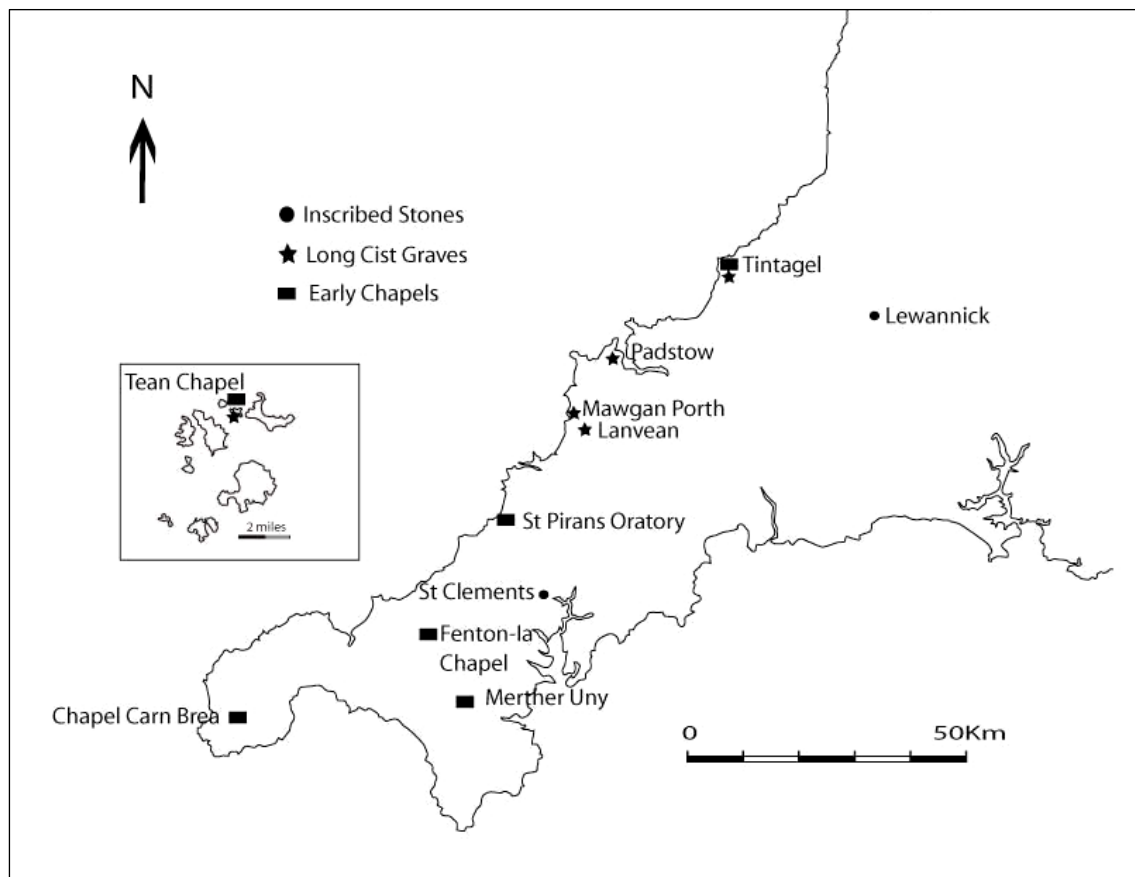 N
Inscribed Stones
Long Cist Graves
Early Chapels
Tintagel
Lewannick
Padstow
Tean Chapel
Mawgan Porth
Lanvean
2 miles
St Pirans Oratory
St Clements
Fenton-Ia
Chapel
Merther Uny
Chapel Carn Brea
0 50Km